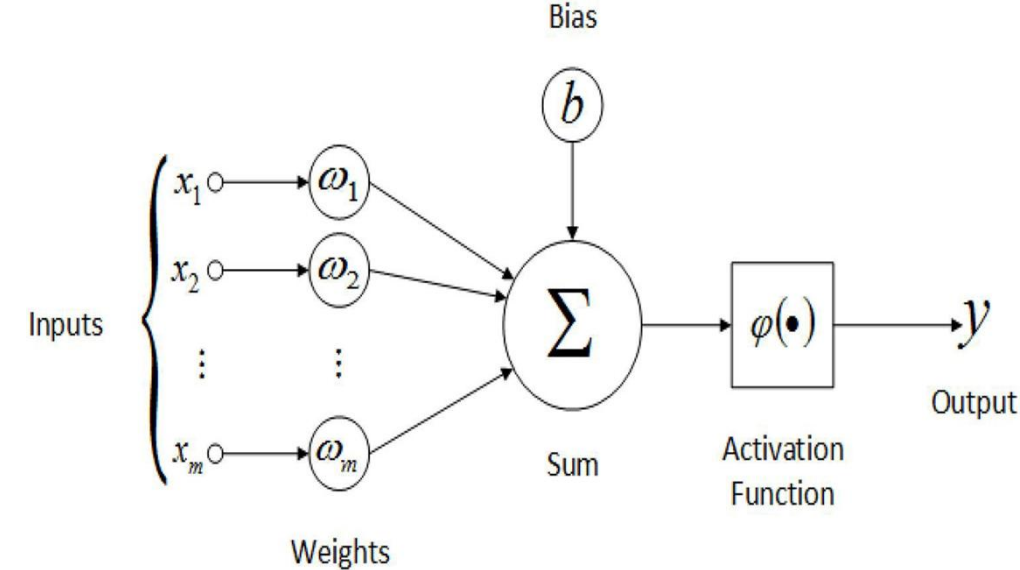 Bias
b
x₁ ω₁
x₂ ω₂
Inputs
⋮ ⋮
Σ
φ(•)
y
Output
xₘ ωₘ
Sum
Activation
Function
Weights